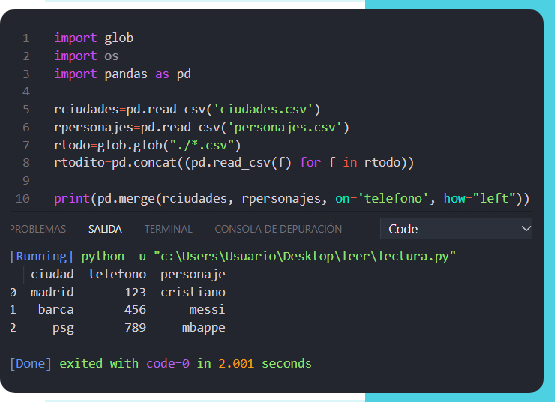 1 import glob
2 import os
3 import pandas as pd
4
5 rciudades=pd.read_csv('ciudades.csv')
6 rpersonajes=pd.read_csv('personajes.csv')
7 rtodo=glob.glob("./*.csv")
8 rtodito=pd.concat((pd.read_csv(f) for f in rtodo))
9
10 print(pd.merge(rciudades, rpersonajes, on='telefono', how="left"))
PROBLEMAS SALIDA TERMINAL CONSOLA DE DEPURACIÓN Code
[Running] python -u "c:\Users\Usuario\Desktop\leer\lectura.py"
ciudad telefono personaje
0 madrid 123 cristiano
1 barca 456 messi
2 psg 789 mbappe
[Done] exited with code=0 in 2.001 seconds